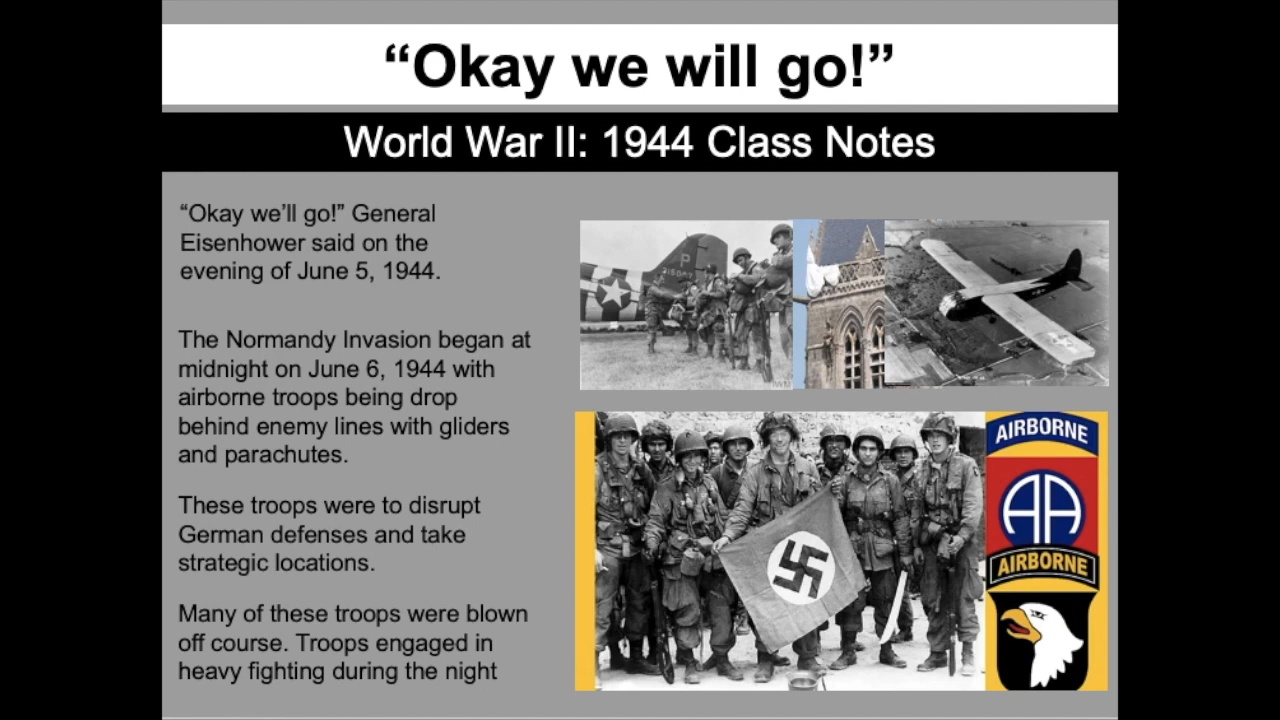 “Okay we will go!”
World War II: 1944 Class Notes
“Okay we’ll go!” General
Eisenhower said on the
evening of June 5, 1944.
The Normandy Invasion began at
midnight on June 6, 1944 with
airborne troops being drop
behind enemy lines with gliders
and parachutes.
These troops were to disrupt
German defenses and take
strategic locations.
Many of these troops were blown
off course. Troops engaged in
heavy fighting during the night
P
AIRBORNE
AA
AIRBORNE